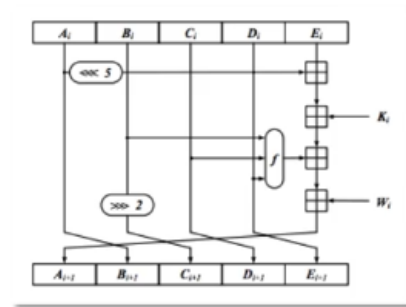 Ai Bi Ci Di Ei
<<< 5
Ki
f
>>> 2
Wi
Ai+1 Bi+1 Ci+1 Di+1 Ei+1